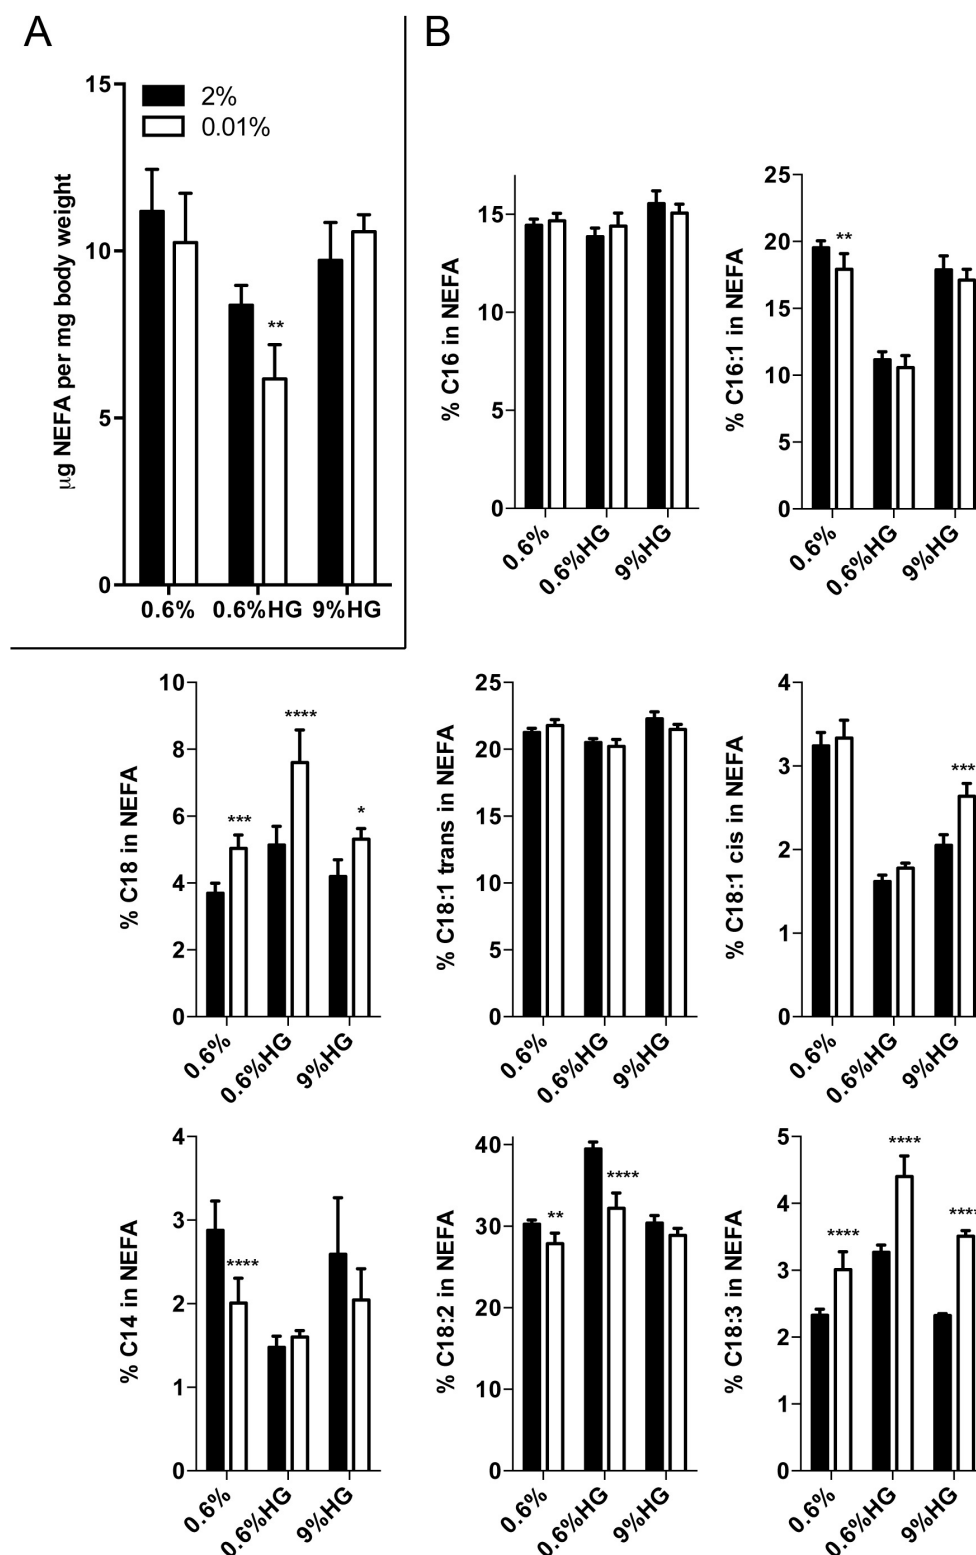 A
B
15
10
5
0
μg NEFA per mg body weight
2%
0.01%
**
0.6%
0.6%HG
9%HG
15
10
5
0
% C16 in NEFA
0.6%
0.6%HG
9%HG
25
20
15
10
5
0
% C16:1 in NEFA
**
0.6%
0.6%HG
9%HG
10
8
6
4
2
0
% C18 in NEFA
***
****
*
0.6%
0.6%HG
9%HG
25
20
15
10
5
0
% C18:1 trans in NEFA
0.6%
0.6%HG
9%HG
4
3
2
1
0
% C18:1 cis in NEFA
***
0.6%
0.6%HG
9%HG
4
3
2
1
0
% C14 in NEFA
****
0.6%
0.6%HG
9%HG
40
30
20
10
0
% C18:2 in NEFA
**
****
0.6%
0.6%HG
9%HG
5
4
3
2
1
0
% C18:3 in NEFA
****
****
****
0.6%
0.6%HG
9%HG